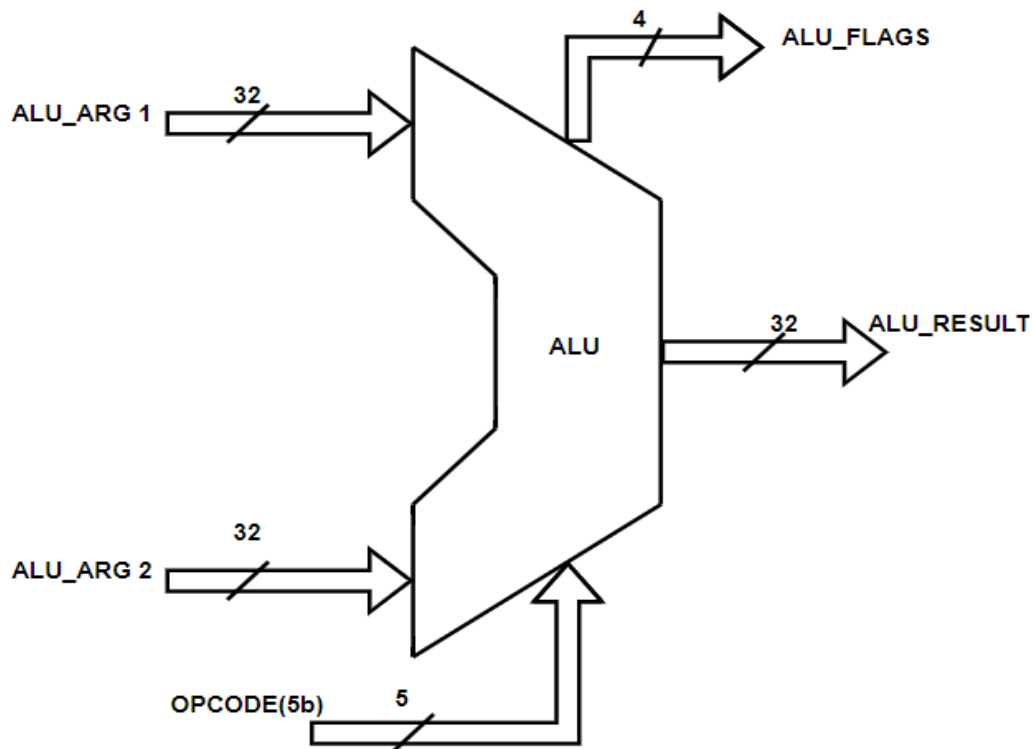 4
ALU_FLAGS
32
ALU_ARG 1
32
ALU_RESULT
ALU
32
ALU_ARG 2
OPCODE(5b)
5